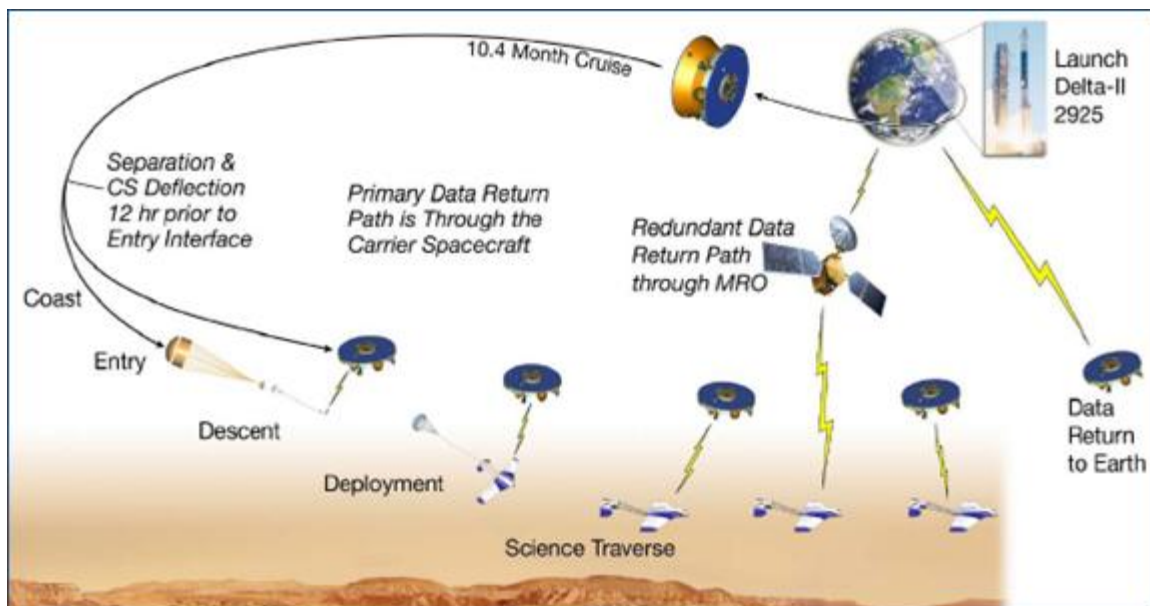 10.4 Month Cruise
Launch
Delta-II
2925
Separation &
CS Deflection
12 hr prior to
Entry Interface
Primary Data Return
Path is Through the
Carrier Spacecraft
Redundant Data
Return Path
through MRO
Coast
Entry
Descent
Deployment
Data
Return
to Earth
Science Traverse